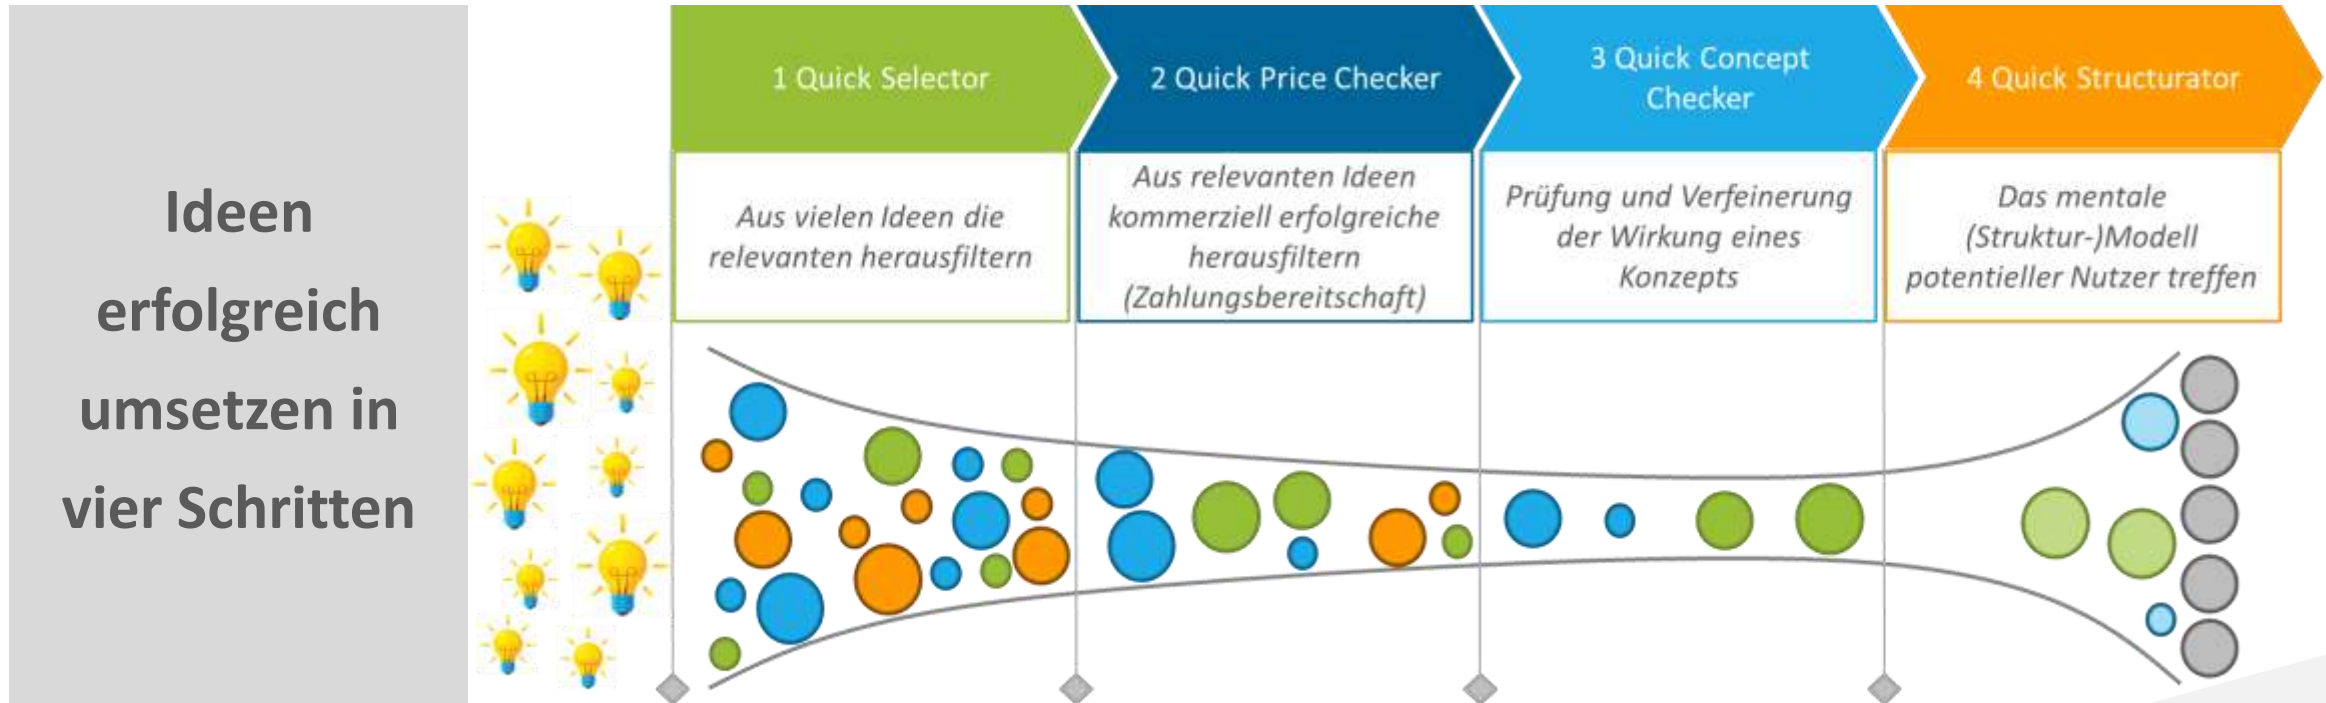 Ideen
erfolgreich
umsetzen in
vier Schritten
1 Quick Selector
2 Quick Price Checker
3 Quick Concept
Checker
4 Quick Structurator
Aus vielen Ideen die
relevanten herausfiltern
Aus relevanten Ideen
kommerziell erfolgreiche
herausfiltern
(Zahlungsbereitschaft)
Prüfung und Verfeinerung
der Wirkung eines
Konzepts
Das mentale
(Struktur-)Modell
potentieller Nutzer treffen